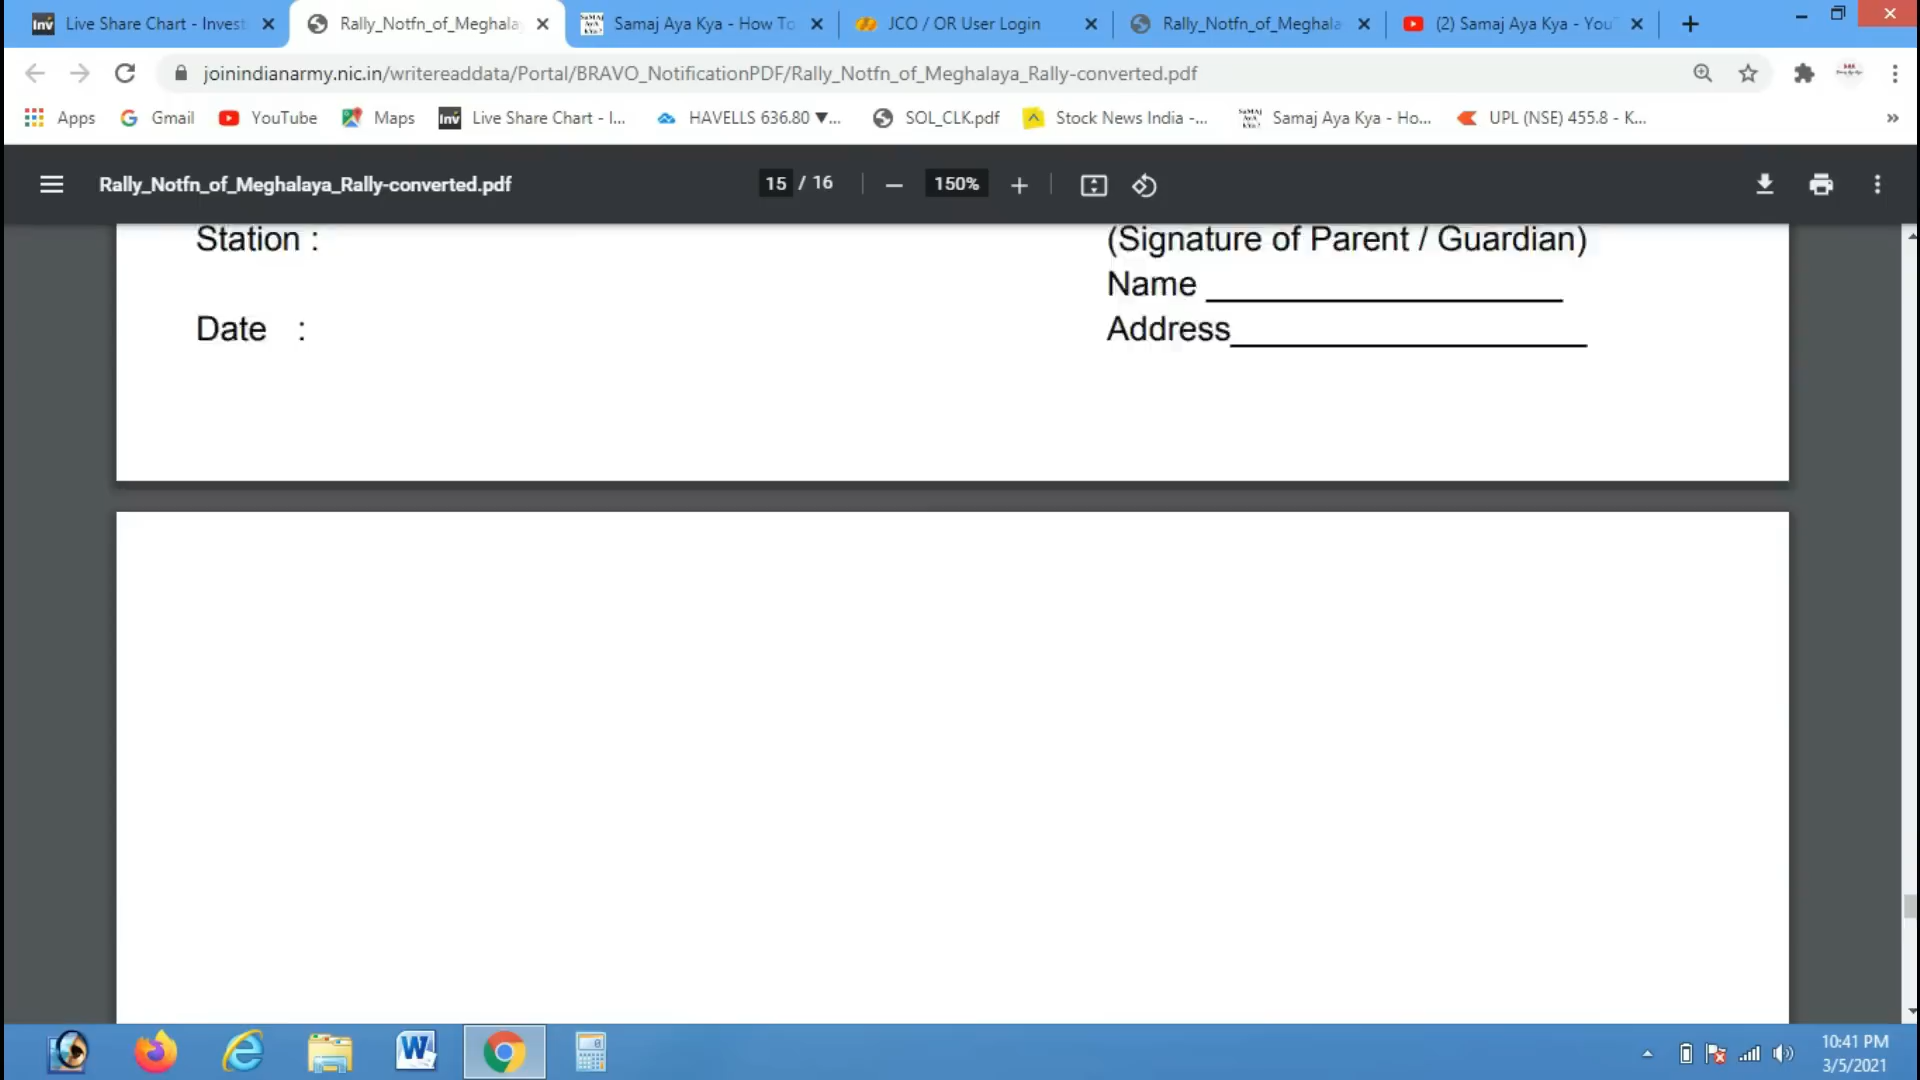 Live Share Chart - Invest
Rally_Notfn_of_Meghala
Samaj Aya Kya - How To
JCO / OR User Login
Rally_Notfn_of_Meghala
(2) Samaj Aya Kya - You
joinindianarmy.nic.in/writereaddata/Portal/BRAVO_NotificationPDF/Rally_Notfn_of_Meghalaya_Rally-converted.pdf
Apps
Gmail
YouTube
Maps
Live Share Chart - I...
HAVELLS 636.80 ▼...
SOL_CLK.pdf
Stock News India -...
Samaj Aya Kya - Ho...
UPL (NSE) 455.8 - K...
»
Rally_Notfn_of_Meghalaya_Rally-converted.pdf
15 / 16
150%
Station :
(Signature of Parent / Guardian)
Name ___________________
Date :
Address___________________
10:41 PM
3/5/2021